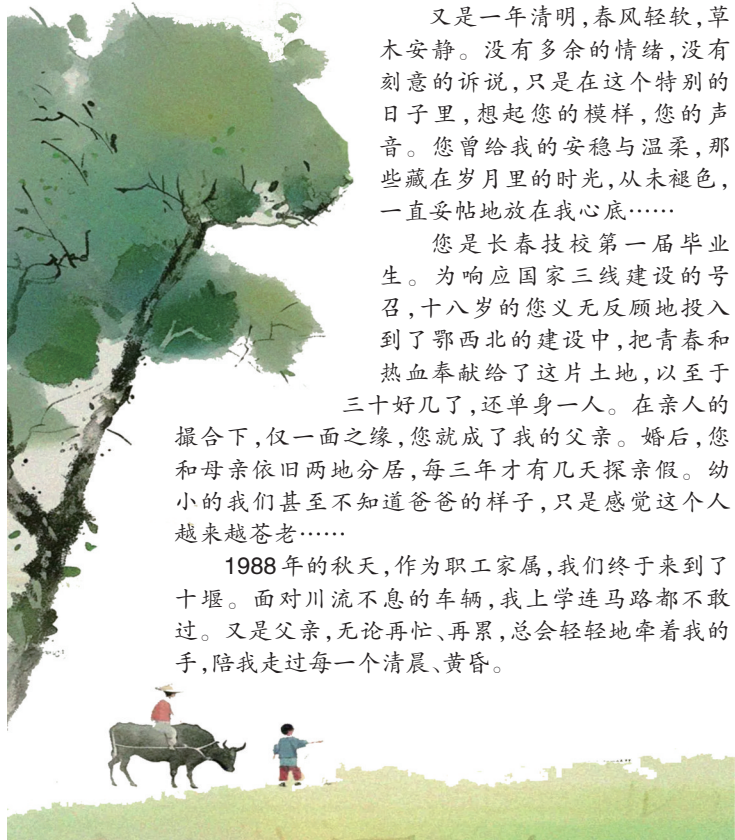 又是一年清明,春风轻软,草
木安静。没有多余的情绪,没有
刻意的诉说,只是在这个特别的
日子里,想起您的模样,您的声
音。您曾给我的安稳与温柔,那
些藏在岁月里的时光,从未褪色,
一直妥帖地放在我心底……
您是长春技校第一届毕业
生。为响应国家三线建设的号
召,十八岁的您义无反顾地投入
到了鄂西北的建设中,把青春和
热血奉献给了这片土地,以至于
三十好几了,还单身一人。在亲人的
撮合下,仅一面之缘,您就成了我的父亲。婚后,您
和母亲依旧两地分居,每三年才有几天探亲假。幼
小的我们甚至不知道爸爸的样子,只是感觉这个人
越来越苍老……
1988年的秋天,作为职工家属,我们终于来到了
十堰。面对川流不息的车辆,我上学连马路都不敢
过。又是父亲,无论再忙、再累,总会轻轻地牵着我的
手,陪我走过每一个清晨、黄昏。